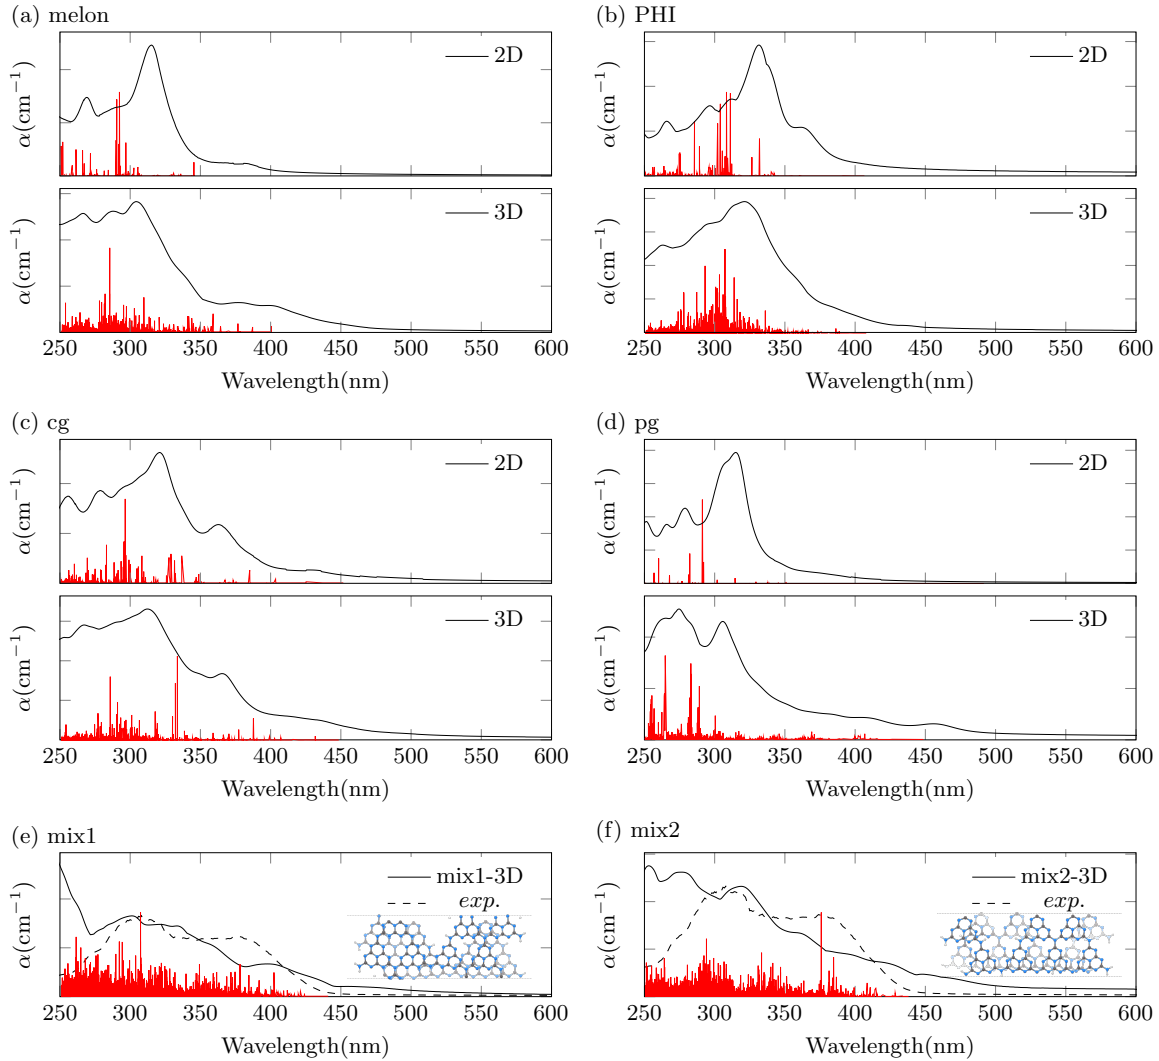 (a) melon
α(cm⁻¹)
2D
α(cm⁻¹)
3D
250 300 350 400 450 500 550 600
Wavelength(nm)
(b) PHI
α(cm⁻¹)
2D
α(cm⁻¹)
3D
250 300 350 400 450 500 550 600
Wavelength(nm)
(c) cg
α(cm⁻¹)
2D
α(cm⁻¹)
3D
250 300 350 400 450 500 550 600
Wavelength(nm)
(d) pg
α(cm⁻¹)
2D
α(cm⁻¹)
3D
250 300 350 400 450 500 550 600
Wavelength(nm)
(e) mix1
α(cm⁻¹)
mix1-3D
exp.
250 300 350 400 450 500 550 600
Wavelength(nm)
(f) mix2
α(cm⁻¹)
mix2-3D
exp.
250 300 350 400 450 500 550 600
Wavelength(nm)